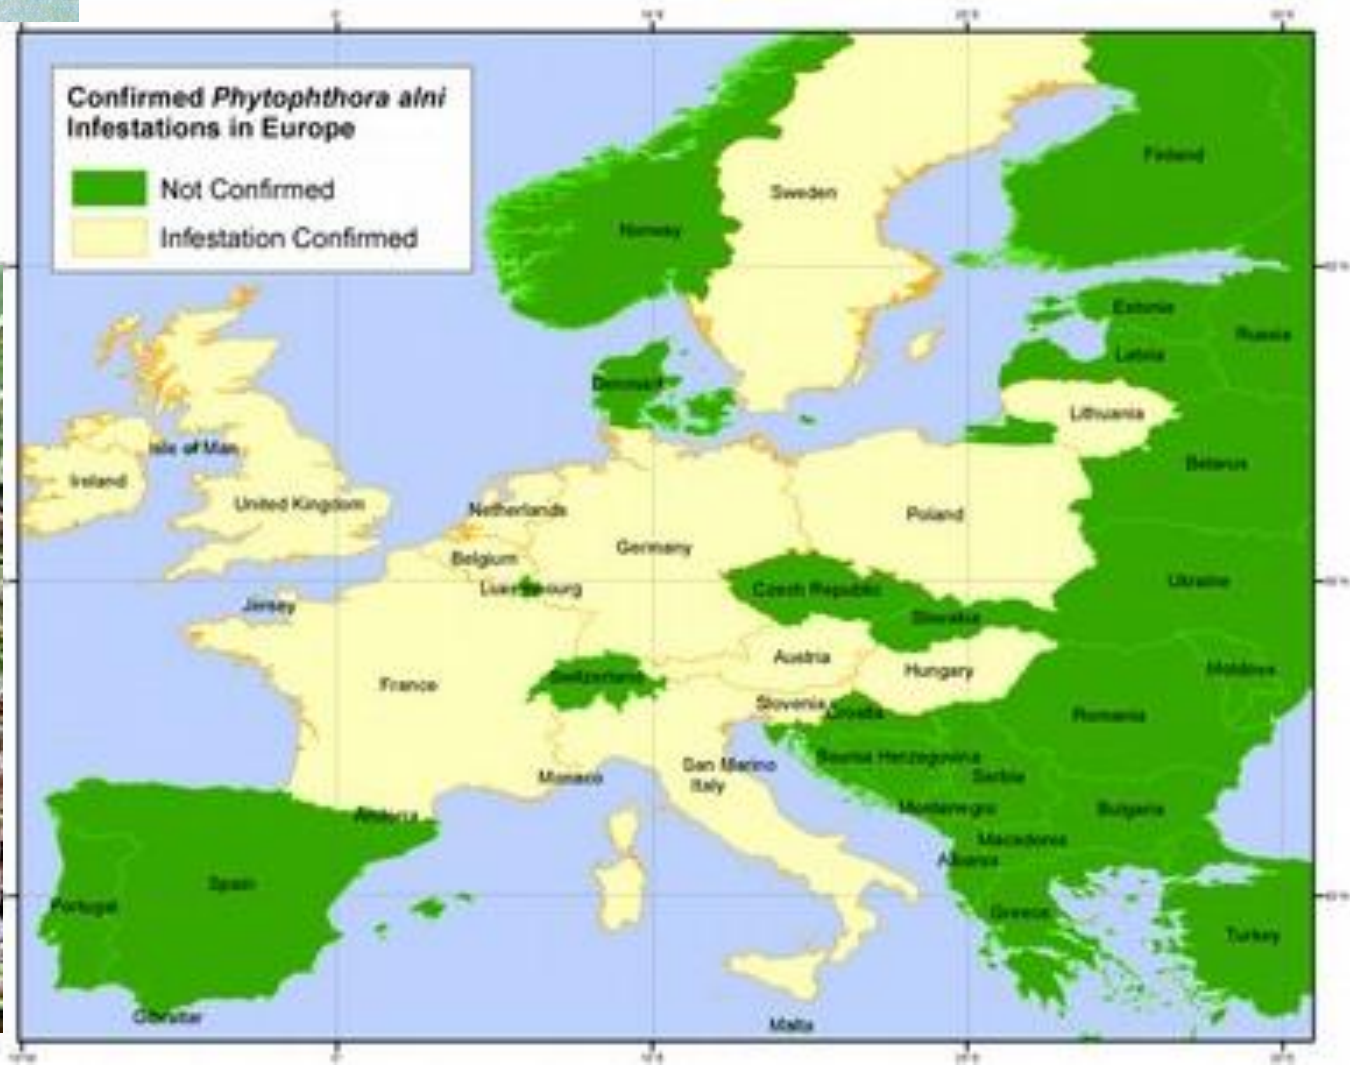 Confirmed Phytophthora alni
Infestations in Europe
Not Confirmed
Infestation Confirmed
Finland
Sweden
Norway
Estonia
Russia
Latvia
Denmark
Lithuania
Isle of Man
Belarus
Ireland
United Kingdom
Netherlands
Poland
Germany
Belgium
Luxembourg
Czech Republic
Ukraine
Jersey
Slovakia
Austria
Hungary
Moldova
France
Switzerland
Slovenia
Croatia
Romania
Bosnia Herzegovina
San Marino
Italy
Monaco
Serbia
Montenegro
Bulgaria
Andorra
Macedonia
Albania
Spain
Portugal
Greece
Turkey
Gibraltar
Malta